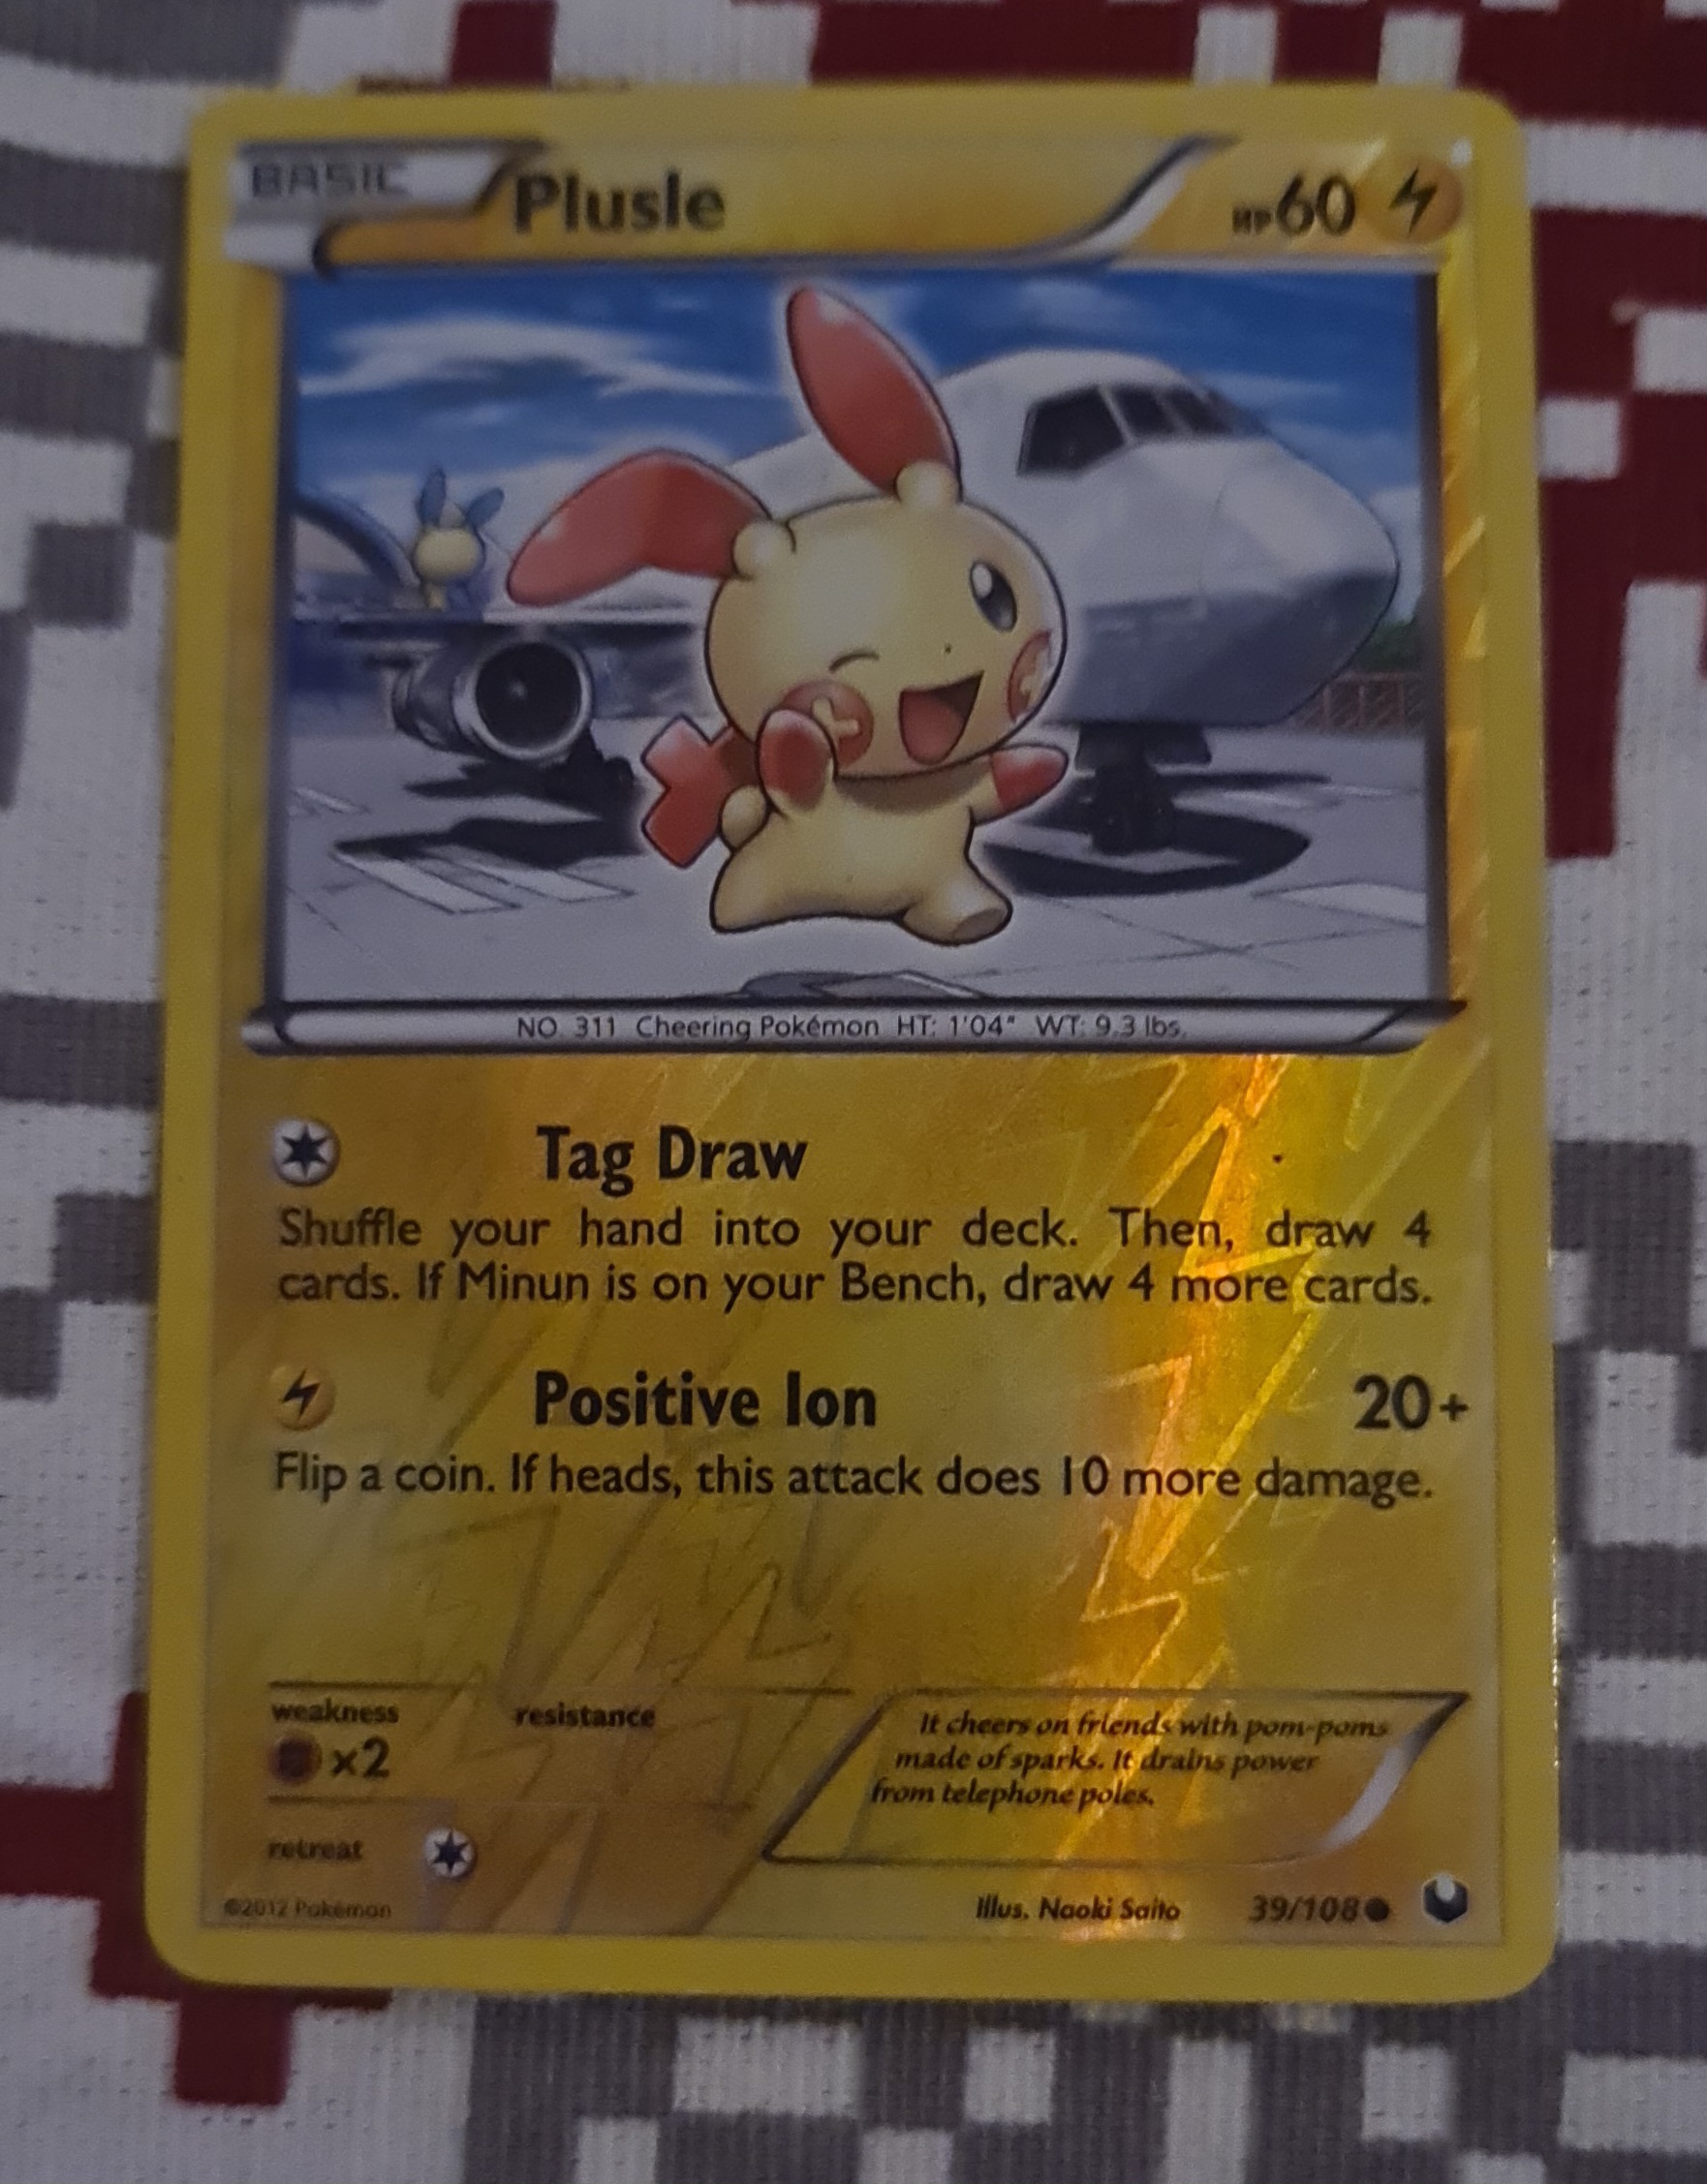 BASIC Plusle HP60
NO. 311 Cheering Pokémon HT: 1'04" WT: 9.3 lbs.
Tag Draw
Shuffle your hand into your deck. Then, draw 4
cards. If Minun is on your Bench, draw 4 more cards.
Positive Ion 20+
Flip a coin. If heads, this attack does 10 more damage.
weakness resistance
x2
retreat
It cheers on friends with pom-poms
made of sparks. It drains power
from telephone poles.
©2012 Pokémon Illus. Naoki Saito 39/108